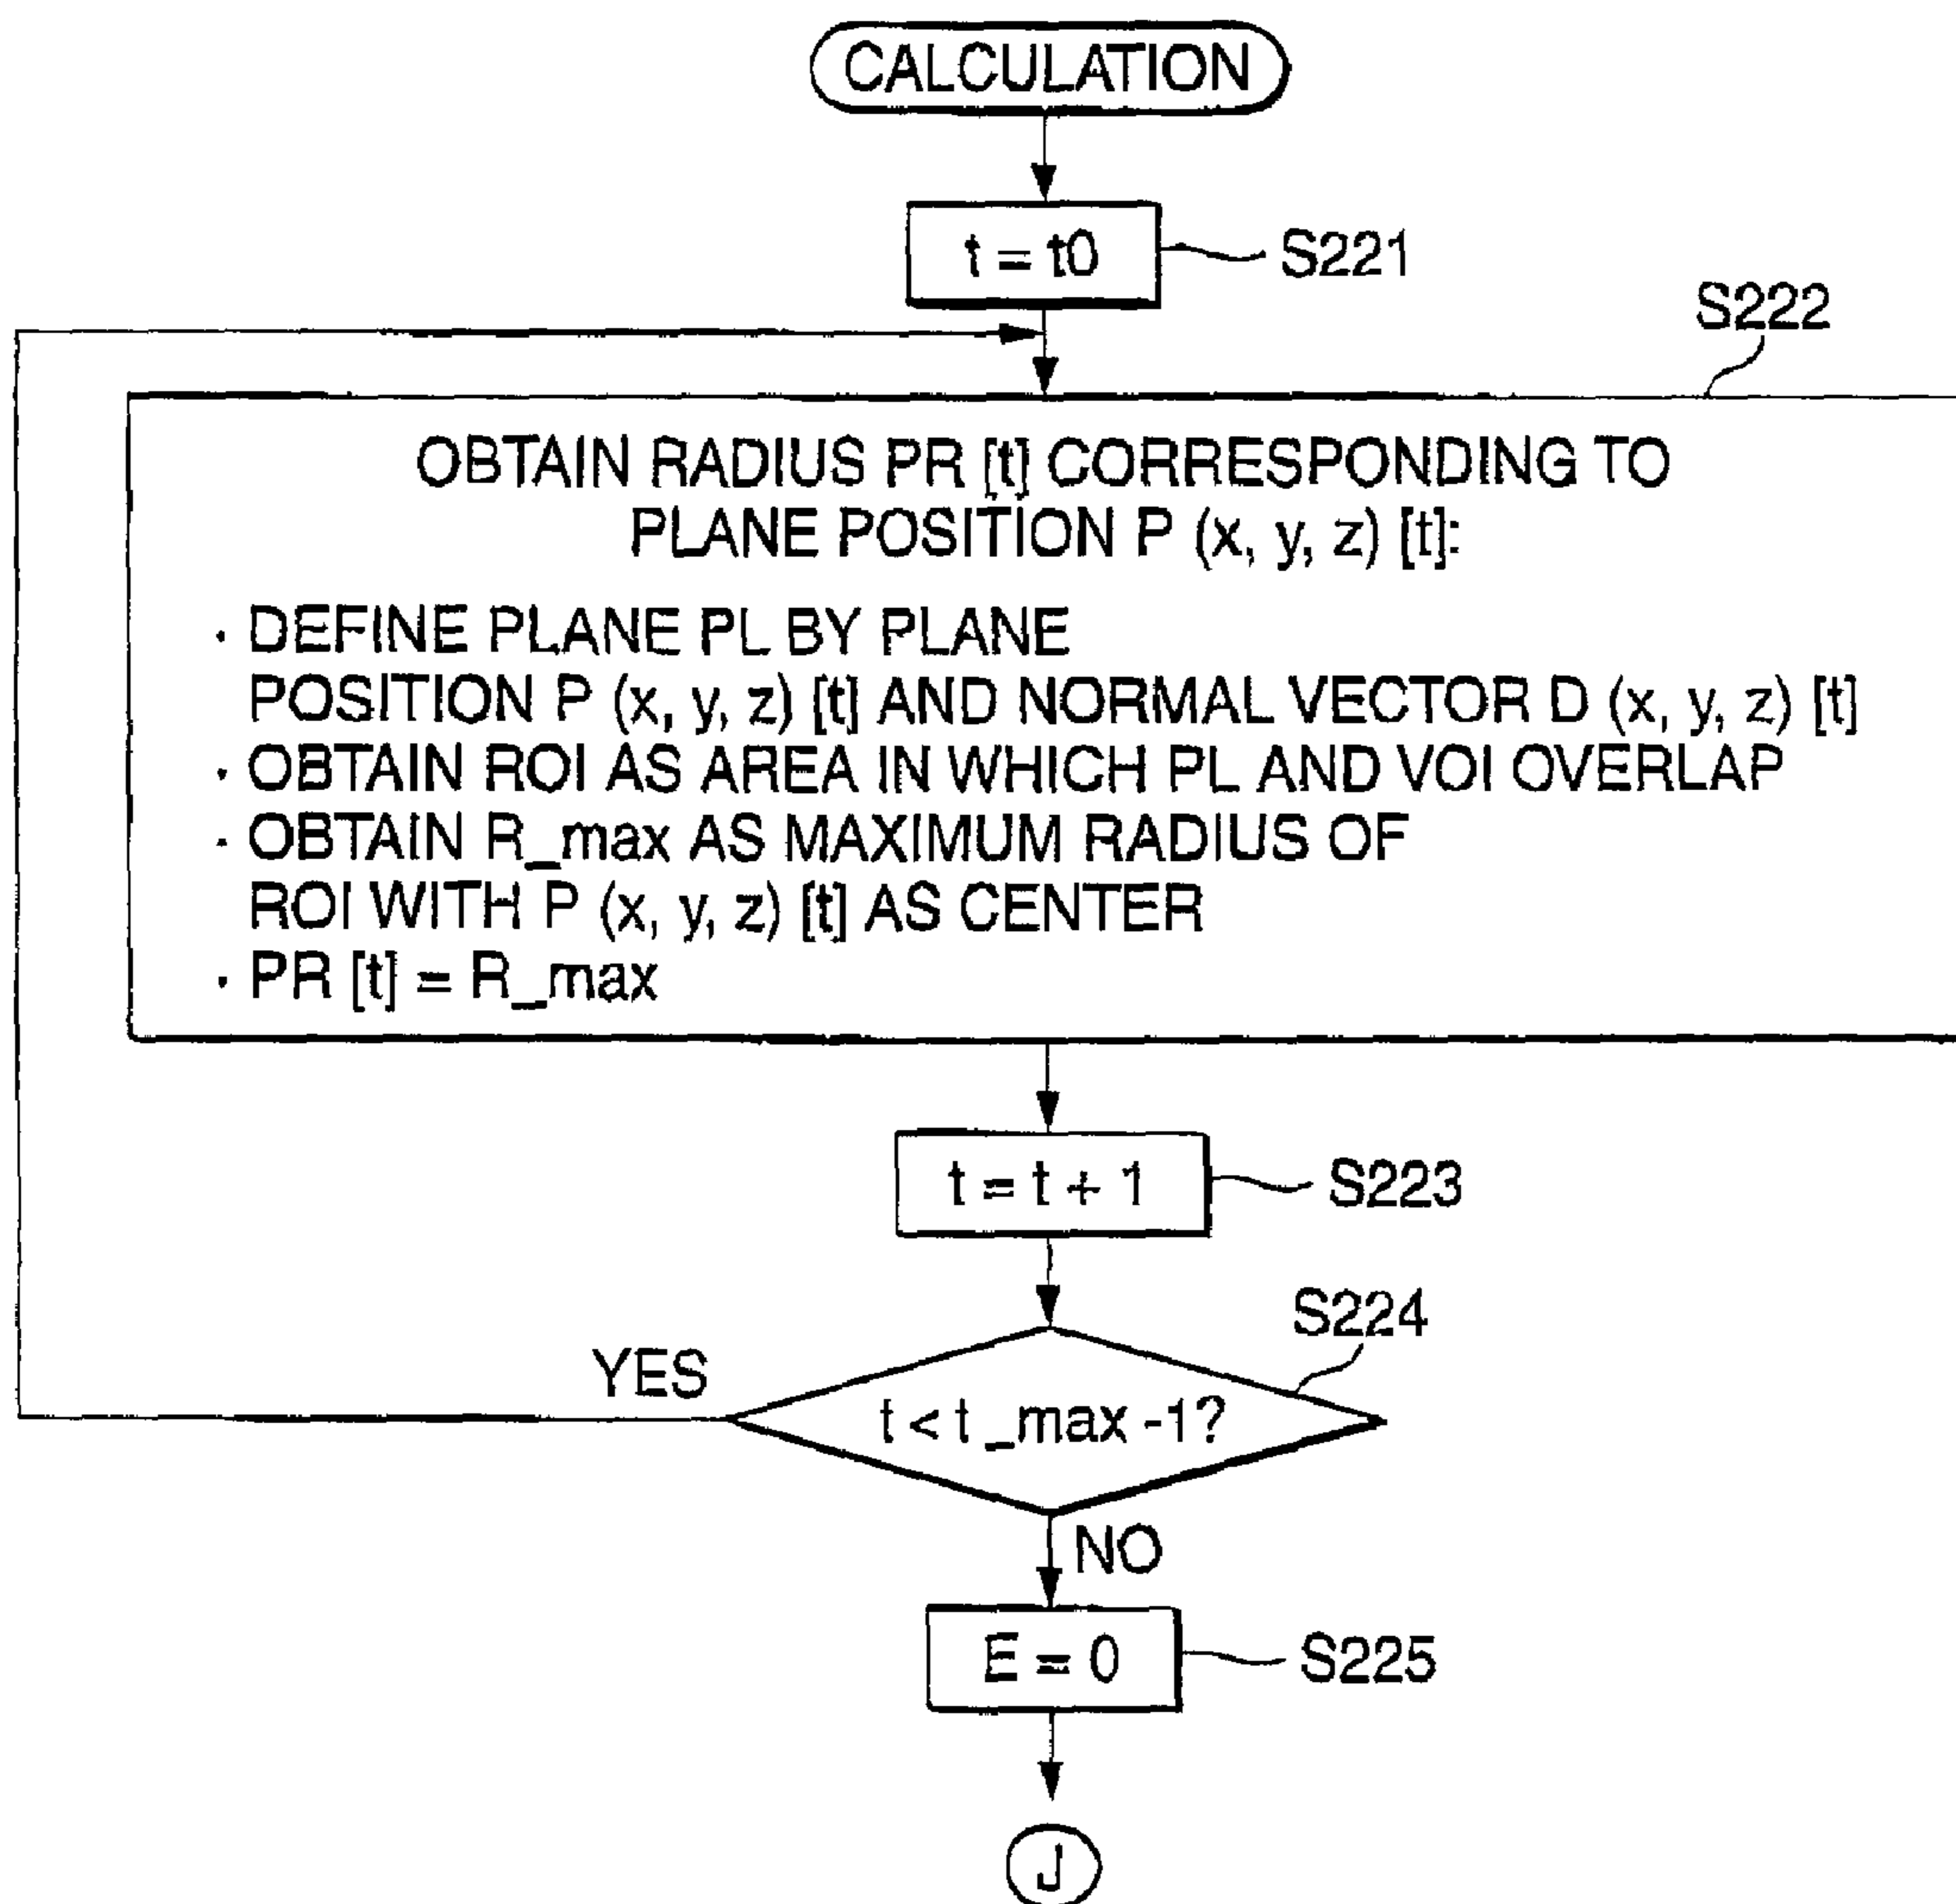 CALCULATION
t = t0
S221
S222
OBTAIN RADIUS PR [t] CORRESPONDING TO
PLANE POSITION P (x, y, z) [t]:
· DEFINE PLANE PL BY PLANE
POSITION P (x, y, z) [t] AND NORMAL VECTOR D (x, y, z) [t]
· OBTAIN ROI AS AREA IN WHICH PL AND VOI OVERLAP
· OBTAIN R_max AS MAXIMUM RADIUS OF
ROI WITH P (x, y, z) [t] AS CENTER
· PR [t] = R_max
t = t + 1
S223
S224
YES
t < t_max -1?
NO
E = 0
S225
J